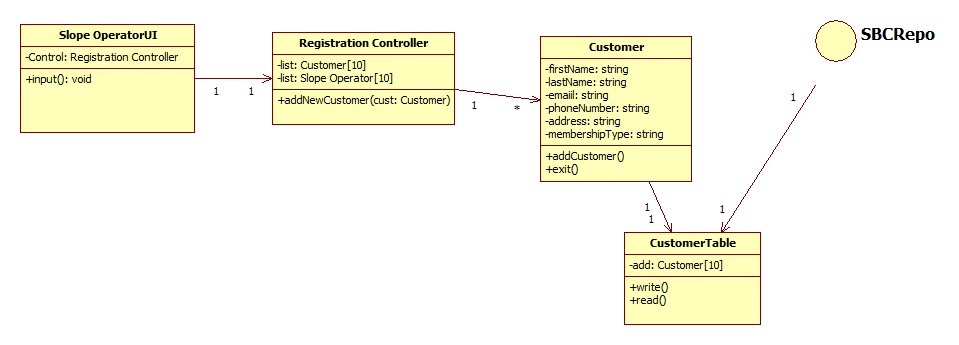 Slope OperatorUI
-Control: Registration Controller
+input(): void
1
1
Registration Controller
-list: Customer[10]
-list: Slope Operator[10]
+addNewCustomer(cust: Customer)
1
*
Customer
-firstName: string
-lastName: string
-email: string
-phoneNumber: string
-address: string
-membershipType: string
+addCustomer()
+exit()
SBCRepo
1
1
1
1
CustomerTable
-add: Customer[10]
+write()
+read()